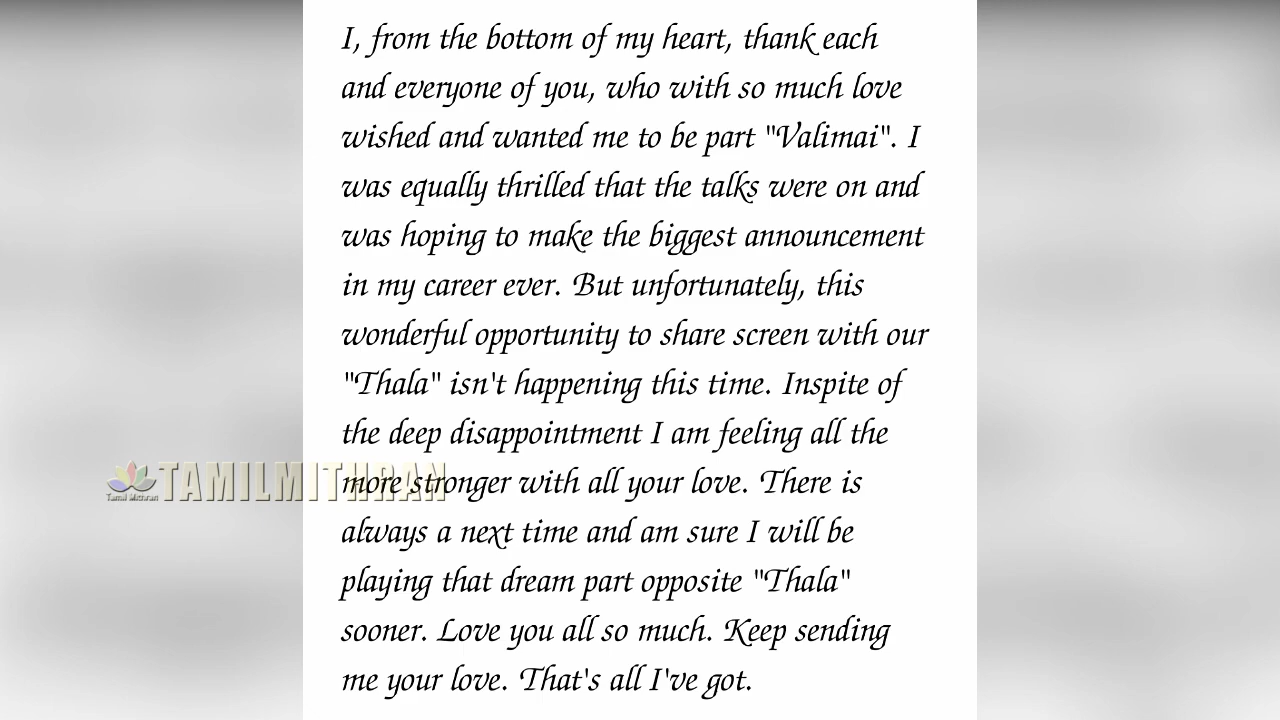 I, from the bottom of my heart, thank each
and everyone of you, who with so much love
wished and wanted me to be part "Valimai". I
was equally thrilled that the talks were on and
was hoping to make the biggest announcement
in my career ever. But unfortunately, this
wonderful opportunity to share screen with our
"Thala" isn't happening this time. Inspite of
the deep disappointment I am feeling all the
more stronger with all your love. There is
TAMILMITHRAN
Tamil Mithran
always a next time and am sure I will be
playing that dream part opposite "Thala"
sooner. Love you all so much. Keep sending
me your love. That's all I've got.